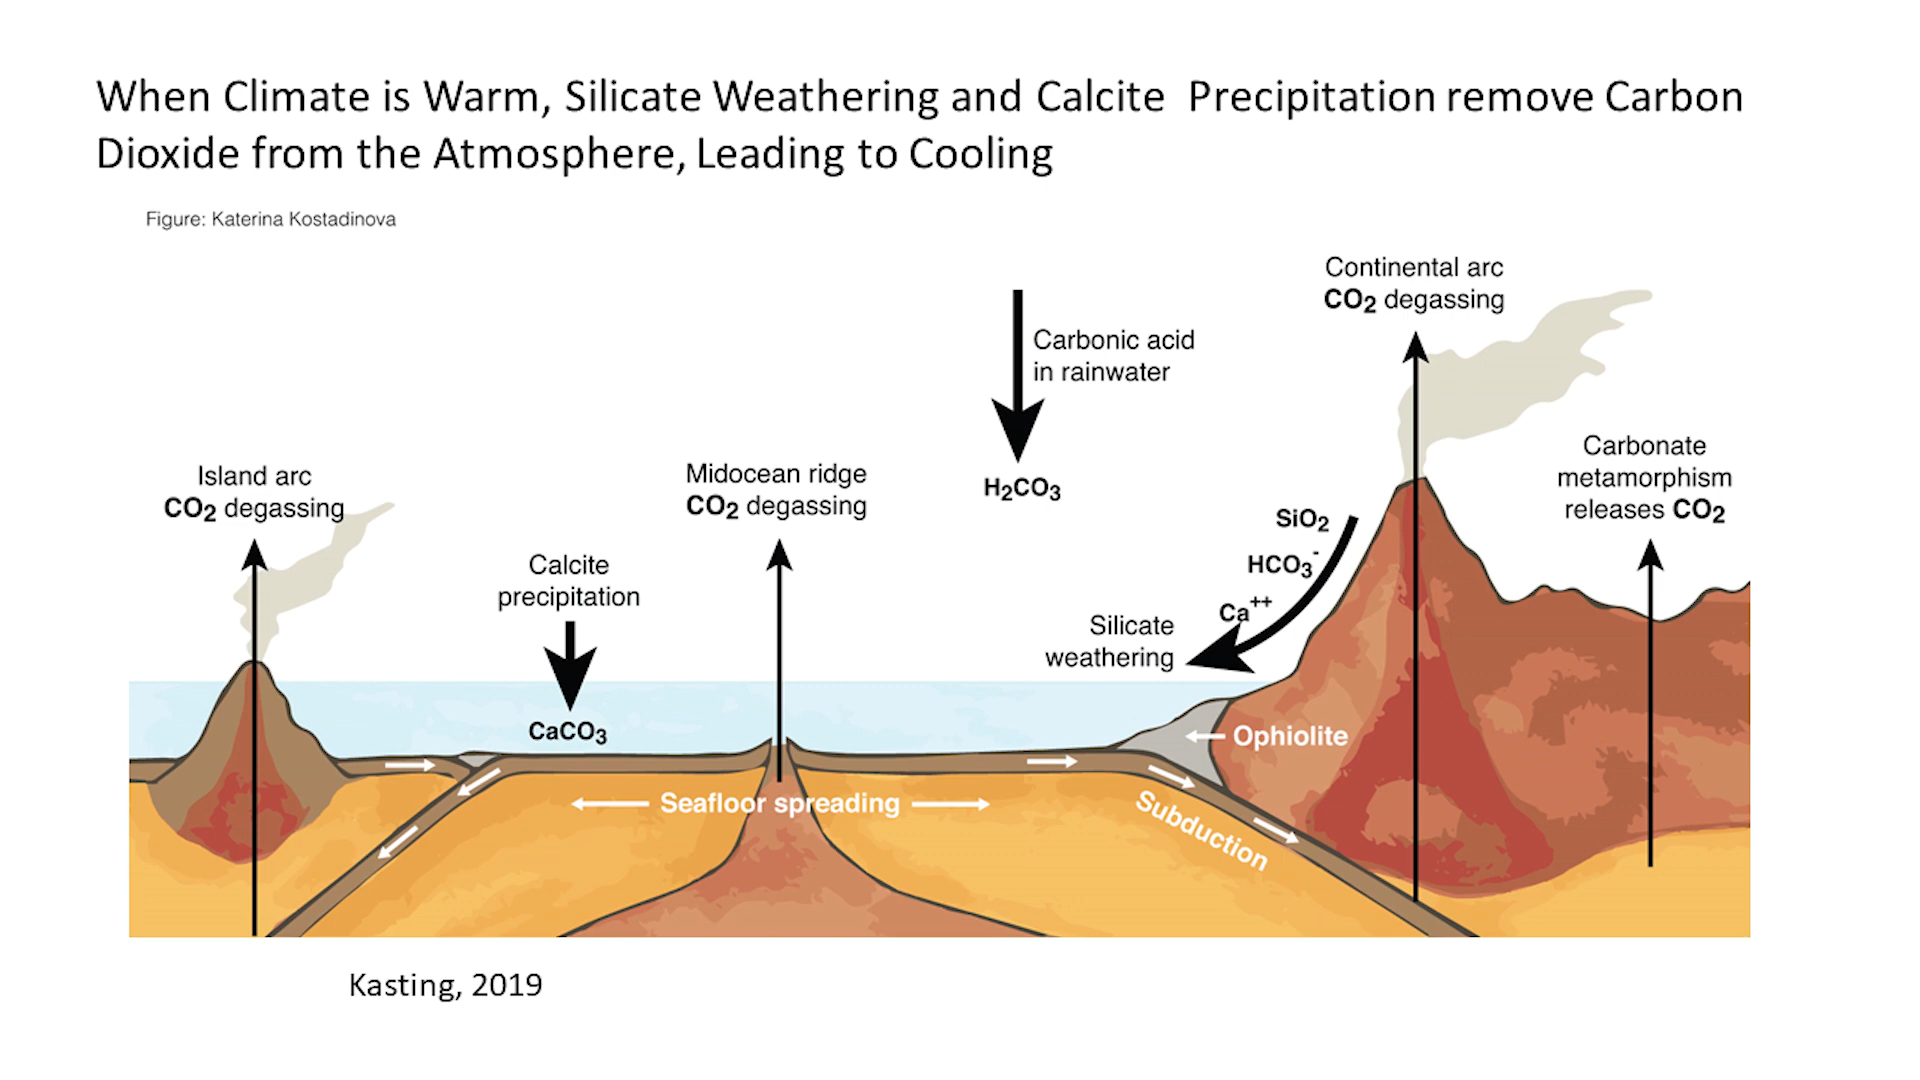 When Climate is Warm, Silicate Weathering and Calcite  Precipitation remove Carbon
Dioxide from the Atmosphere, Leading to Cooling
Figure: Katerina Kostadinova
Continental arc
CO2 degassing
Carbonic acid
in rainwater
H2CO3
Carbonate
metamorphism
releases CO2
Island arc
CO2 degassing
Midocean ridge
CO2 degassing
Calcite
precipitation
CaCO3
SiO2
HCO3-
Ca++
Silicate
weathering
Ophiolite
Seafloor spreading
Subduction
Kasting, 2019